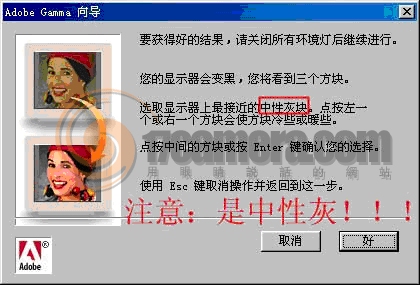 Adobe Gamma 向导
要获得好的结果，请关闭所有环境灯后继续进行。
您的显示器会变黑，您将看到三个方块。
选取显示器上最接近的中性灰块。点按左一
个或右一个方块会使方块冷些或暖些。
点按中间的方块或按 Enter 键确认您的选择。
使用 Esc 键取消操作并返回到这一步。
注意：是中性灰！！！
取消
好
Adobe